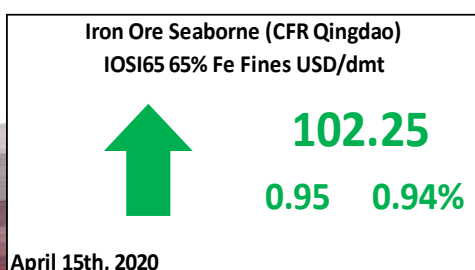 Iron Ore Seaborne (CFR Qingdao)
IOSI65 65% Fe Fines USD/dmt
102.25
0.95 0.94%
April 15th, 2020